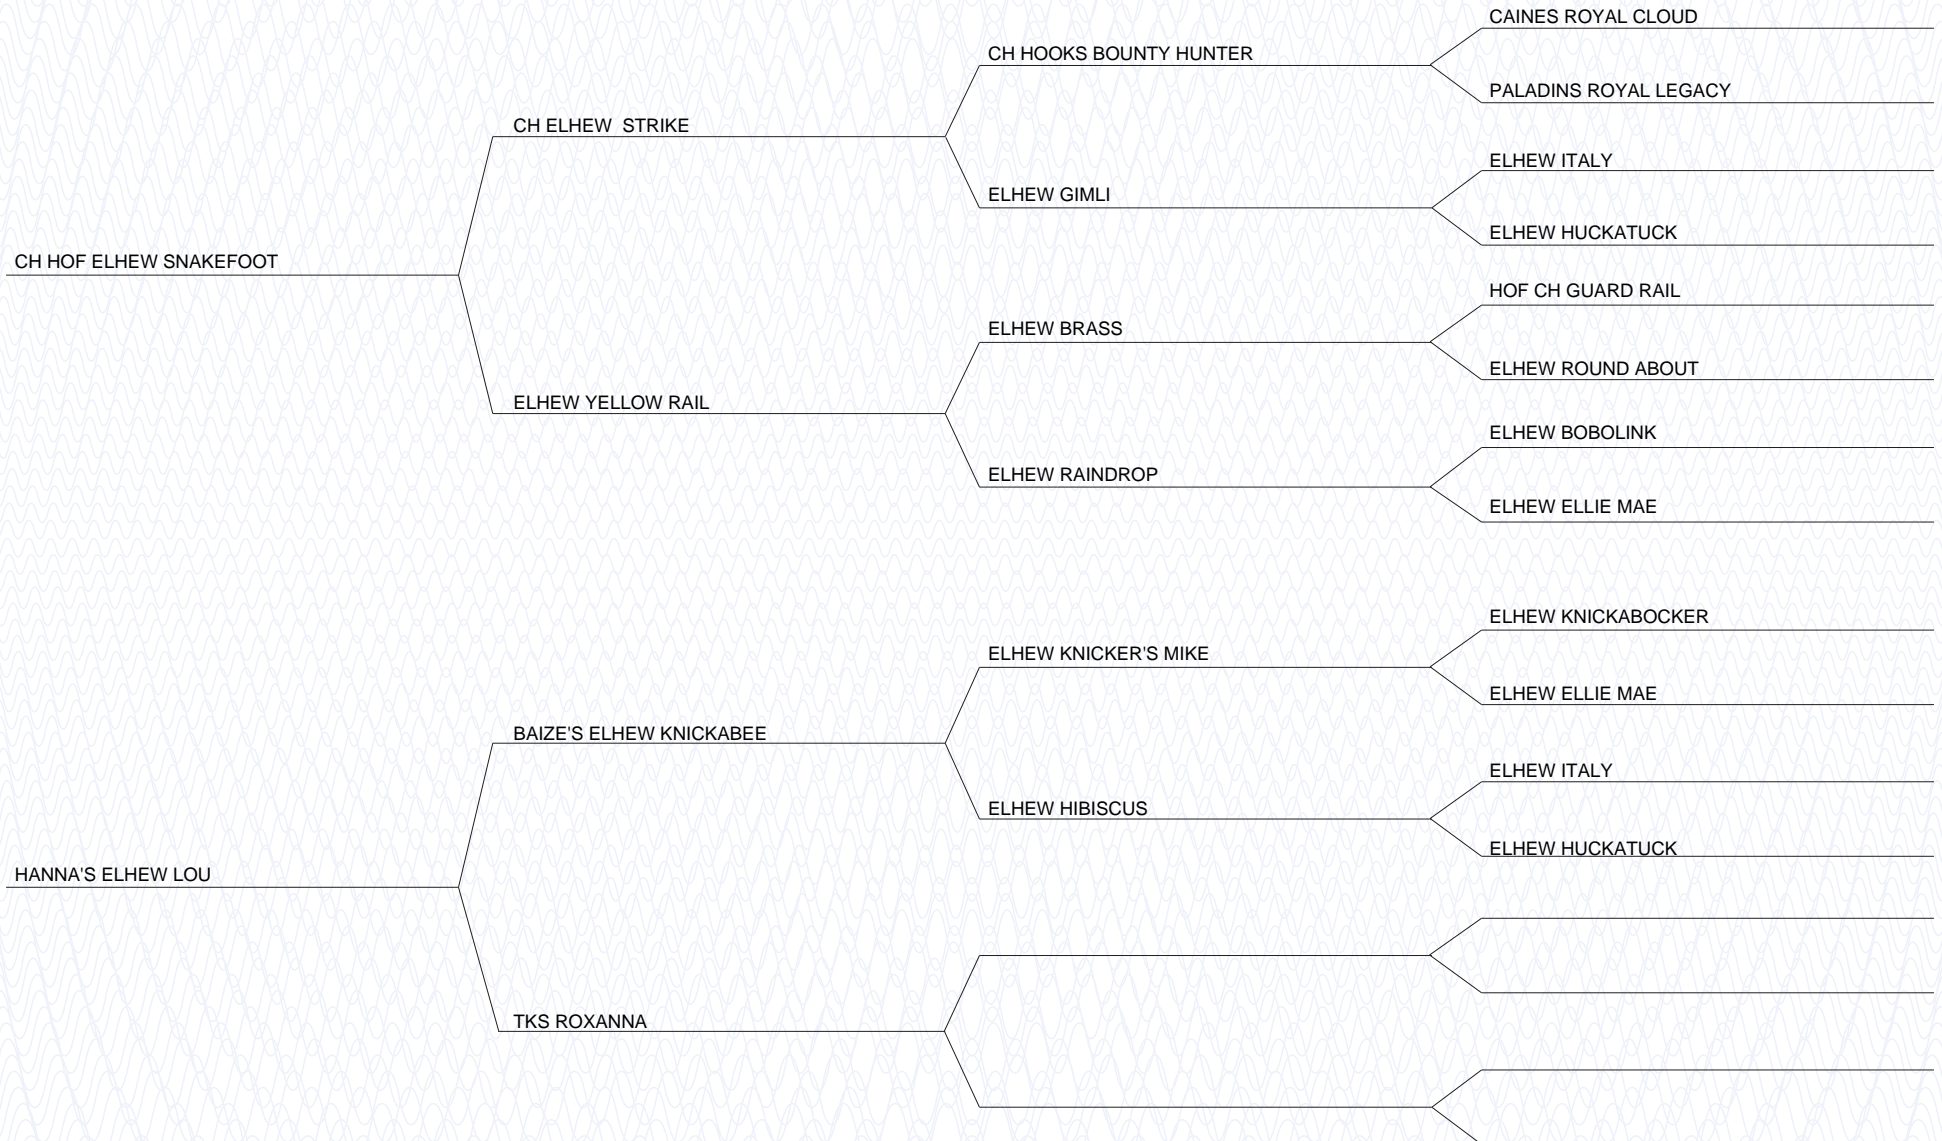 CAINES ROYAL CLOUD
CH HOOKS BOUNTY HUNTER
PALADINS ROYAL LEGACY
CH ELHEW  STRIKE
ELHEW ITALY
ELHEW GIMLI
ELHEW HUCKATUCK
CH HOF ELHEW SNAKEFOOT
HOF CH GUARD RAIL
ELHEW BRASS
ELHEW ROUND ABOUT
ELHEW YELLOW RAIL
ELHEW BOBOLINK
ELHEW RAINDROP
ELHEW ELLIE MAE
ELHEW KNICKABOCKER
ELHEW KNICKER'S MIKE
ELHEW ELLIE MAE
BAIZE'S ELHEW KNICKABEE
ELHEW ITALY
ELHEW HIBISCUS
ELHEW HUCKATUCK
HANNA'S ELHEW LOU
TKS ROXANNA